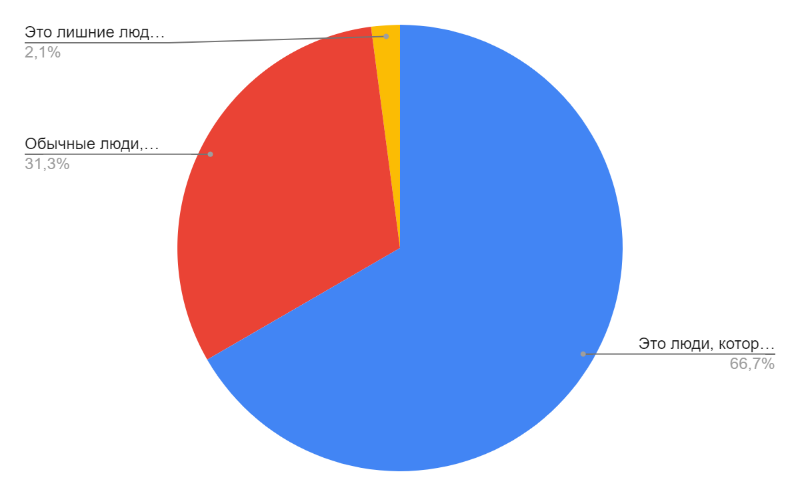 Это лишние люд…
2,1%
Обычные люди,…
31,3%
Это люди, котор…
66,7%